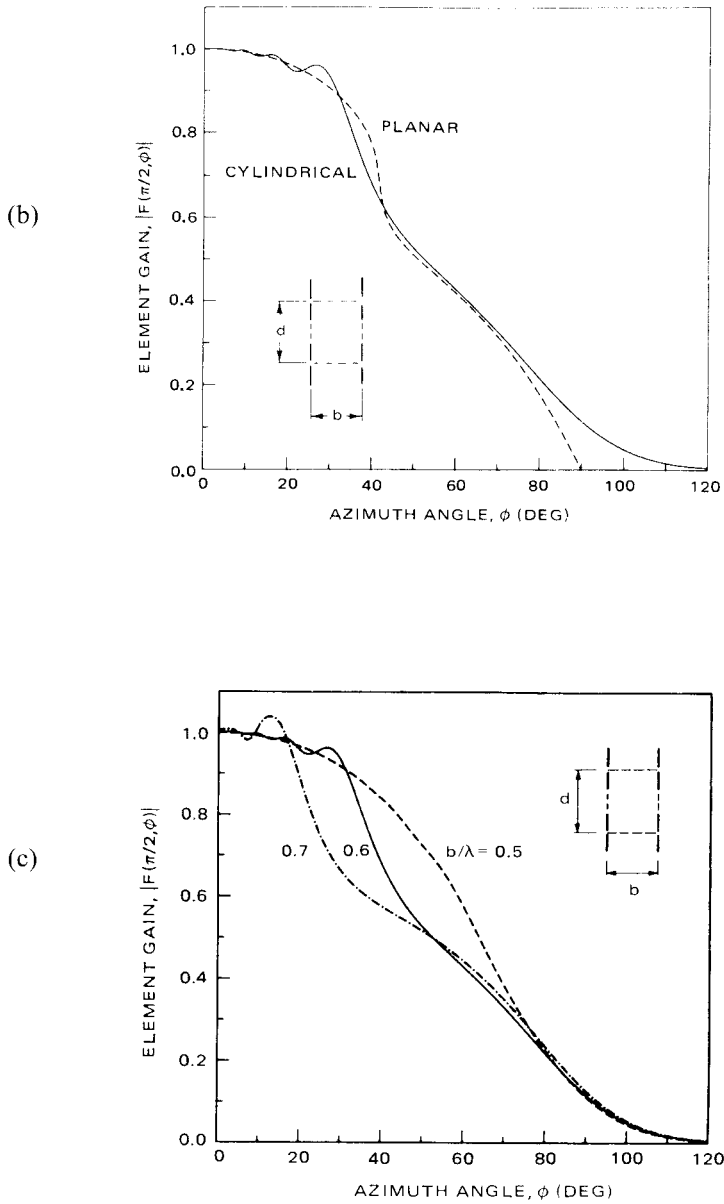 (b)
ELEMENT GAIN, |F(π/2,φ)|
1.0
0.8
0.6
0.4
0.2
0.0
PLANAR
CYLINDRICAL
d
b
0 20 40 60 80 100 120
AZIMUTH ANGLE, φ (DEG)
(c)
ELEMENT GAIN, |F(π/2,φ)|
1.0
0.8
0.6
0.4
0.2
0.0
d
b
0.7 0.6 b/λ = 0.5
0 20 40 60 80 100 120
AZIMUTH ANGLE, φ (DEG)